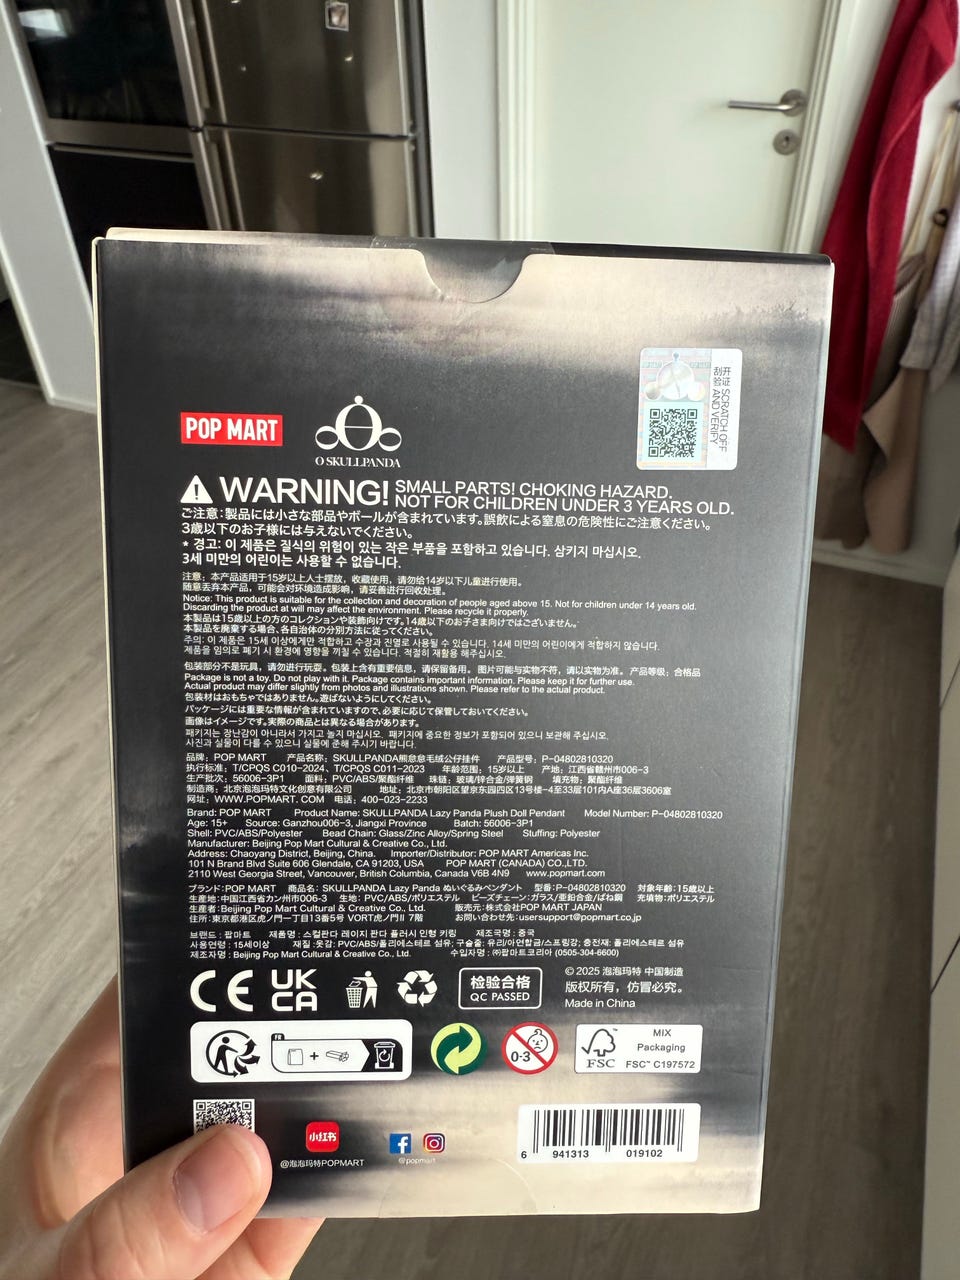 POP MART
O SKULLPANDA
开迹 SCRATCH OFF
刮验 AND VERIFY
WARNING! SMALL PARTS! CHOKING HAZARD.
NOT FOR CHILDREN UNDER 3 YEARS OLD.
ご注意：製品には小さな部品やボールが含まれています。誤飲による窒息の危険性にご注意ください。
3歳以下のお子様には与えないでください。
* 경고: 이 제품은 질식의 위험이 있는 작은 부품을 포함하고 있습니다. 삼키지 마십시오.
3세 미만의 어린이는 사용할 수 없습니다.
注意：本产品适用于15岁以上人士摆放，收藏使用，请勿给14岁以下儿童进行使用。
随意丢弃本产品，可能会对环境造成影响，请妥善进行回收处理。
Notice: This product is suitable for the collection and decoration of people aged above 15. Not for children under 14 years old.
Discarding the product at will may affect the environment. Please recycle it properly.
本製品は15歳以上の方のコレクションや装飾向けです。14歳以下のお子さま向けではございません。
本製品を廃棄する場合、各自治体の分別方法に従ってください。
주의: 이 제품은 15세 이상에게만 적합하고 수장과 진열로 사용될 수 있습니다. 14세 미만의 어린이에게 적합하지 않습니다.
제품을 임의로 폐기 시 환경에 영향을 끼칠 수 있습니다. 적절히 재활용 해주십시오.
包装部分不是玩具，请勿进行玩耍。包装上含有重要信息，请保留备用。图片可能与实物不符，请以实物为准。 产品等级：合格品
Package is not a toy. Do not play with it. Package contains important information. Please keep it for further use.
Actual product may differ slightly from photos and illustrations shown. Please refer to the actual product.
包装材はおもちゃではありません。遊ばないようにしてください。
パッケージには重要な情報が含まれていますので、必要に応じて保管しておいてください。
画像はイメージです。実際の商品とは異なる場合があります。
패키지는 장난감이 아니라서 가지고 놀지 마십시오. 패키지에 중요한 정보가 포함되어 있으니 보관해 주십시오.
사진과 실물이 다를 수 있으니 실물에 준해 주시기 바랍니다.
品牌：POP MART 产品名称：SKULLPANDA熊怠怠毛绒公仔挂件 产品型号：P-04802810320
执行标准：T/CPQS C010-2024、T/CPQS C011-2023 年龄范围：15岁以上 产地：江西省赣州市006-3
生产批次：56006-3P1 面料：PVC/ABS/聚酯纤维 珠链：玻璃/锌合金/弹簧钢 填充物：聚酯纤维
制造商：北京泡泡玛特文化创意有限公司 地址：北京市朝阳区望京东园四区13号楼-4至33层101内A座36层3606室
网址：WWW.POPMART.COM 电话：400-023-2233
Brand: POP MART Product Name: SKULLPANDA Lazy Panda Plush Doll Pendant Model Number: P-04802810320
Age: 15+ Source: Ganzhou006-3, Jiangxi Province Batch: 56006-3P1
Shell: PVC/ABS/Polyester Bead Chain: Glass/Zinc Alloy/Spring Steel Stuffing: Polyester
Manufacturer: Beijing Pop Mart Cultural & Creative Co., Ltd.
Address: Chaoyang District, Beijing, China. Importer/Distributor: POP MART Americas Inc.
101 N Brand Blvd Suite 606 Glendale, CA 91203, USA POP MART (CANADA) CO.,LTD.
2110 West Georgia Street, Vancouver, British Columbia, Canada V6B 4N9 www.popmart.com
ブランド：POP MART 商品名：SKULLPANDA Lazy Panda ぬいぐるみペンダント 型番：P-04802810320 対象年齢：15歳以上
生産地：中国江西省カン州市006-3 生地：PVC/ABS/ポリエステル ビーズチェーン：ガラス/亜鉛合金/ばね鋼 充填物：ポリエステル
生産者：Beijing Pop Mart Cultural & Creative Co., Ltd. 販売元：株式会社POP MART JAPAN
住所：東京都港区虎ノ門一丁目13番5号 VORT虎ノ門II 7階 お問い合わせ先：usersupport@popmart.co.jp
브랜드 : 팝마트 제품명 : 스컬판다 레이지 판다 플러시 인형 키링 제조국명 : 중국
사용연령 : 15세이상 재질 : 옷감: PVC/ABS/폴리에스테르 섬유; 구슬줄: 유리/아연합금/스프링강; 충전재: 폴리에스테르 섬유
제조자명 : Beijing Pop Mart Cultural & Creative Co., Ltd. 수입자명 : ㈜팝마트코리아 (0505-304-6600)
CE
UK
CA
检验合格
QC PASSED
© 2025 泡泡玛特 中国制造
版权所有，仿冒必究。
Made in China
FR
+
0-3
FSC
MIX
Packaging
FSC™ C197572
小红书
@泡泡玛特POPMART
@popmart
6 941313 019102